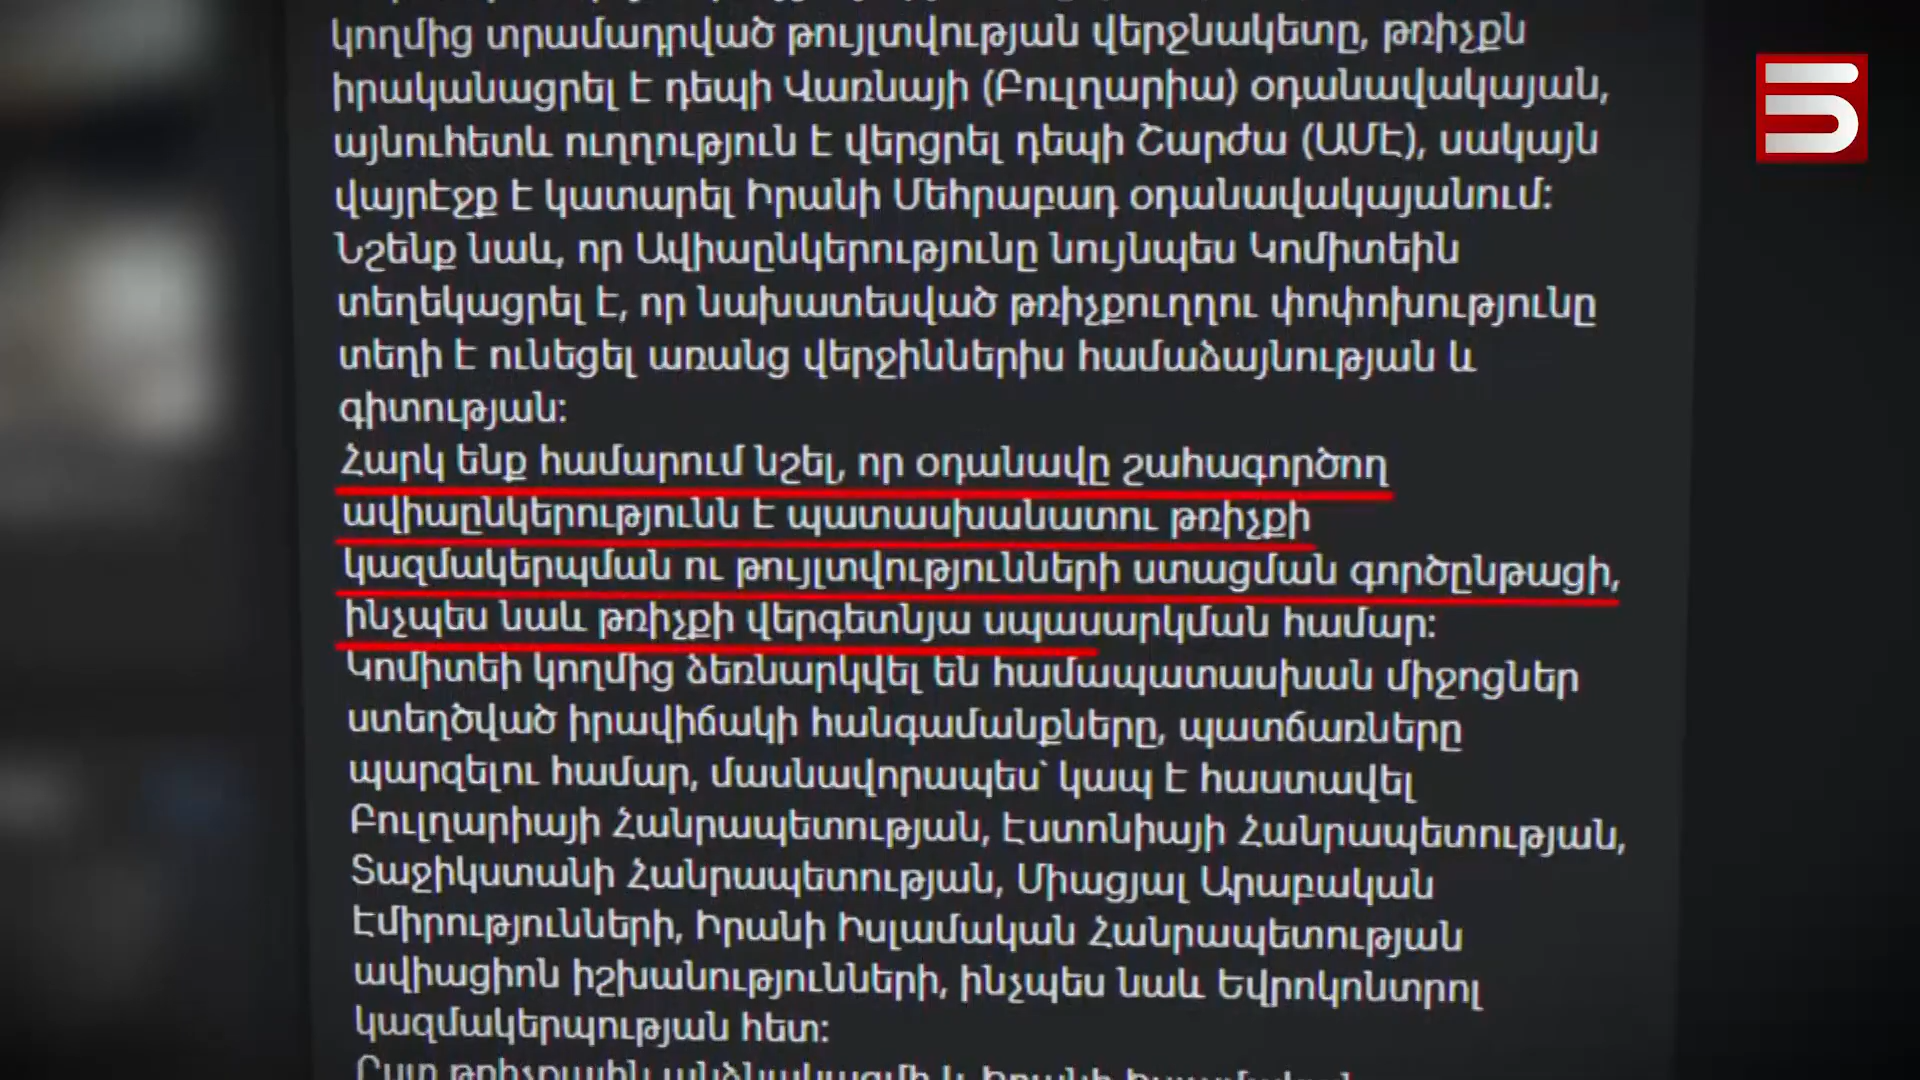 կողմից տրամադրված թույլտվության վերջնակետը, թռիչքն
իրականացրել է դեպի Վառնայի (Բուլղարիա) օդանավակայան,
այնուհետև ուղղություն է վերցրել դեպի Շարժա (ԱՄԷ), սակայն
վայրէջք է կատարել Իրանի Մեհրաբադ օդանավակայանում:
Նշենք նաև, որ Ավիաընկերությունը նույնպես Կոմիտեին
տեղեկացրել է, որ նախատեսված թռիչքուղղու փոփոխությունը
տեղի է ունեցել առանց վերջիններիս համաձայնության և
գիտության:
Հարկ ենք համարում նշել, որ օդանավը շահագործող
ավիաընկերությունն է պատասխանատու թռիչքի
կազմակերպման ու թույլտվությունների ստացման գործընթացի,
ինչպես նաև թռիչքի վերգետնյա սպասարկման համար:
Կոմիտեի կողմից ձեռնարկվել են համապատասխան միջոցներ
ստեղծված իրավիճակի հանգամանքները, պատճառները
պարզելու համար, մասնավորապես՝ կապ է հաստավել
Բուլղարիայի Հանրապետության, Էստոնիայի Հանրապետության,
Տաջիկստանի Հանրապետության, Միացյալ Արաբական
Էմիրությունների, Իրանի Իսլամական Հանրապետության
ավիացիոն իշխանությունների, ինչպես նաև Եվրոկոնտրոլ
կազմակերպության հետ:
5